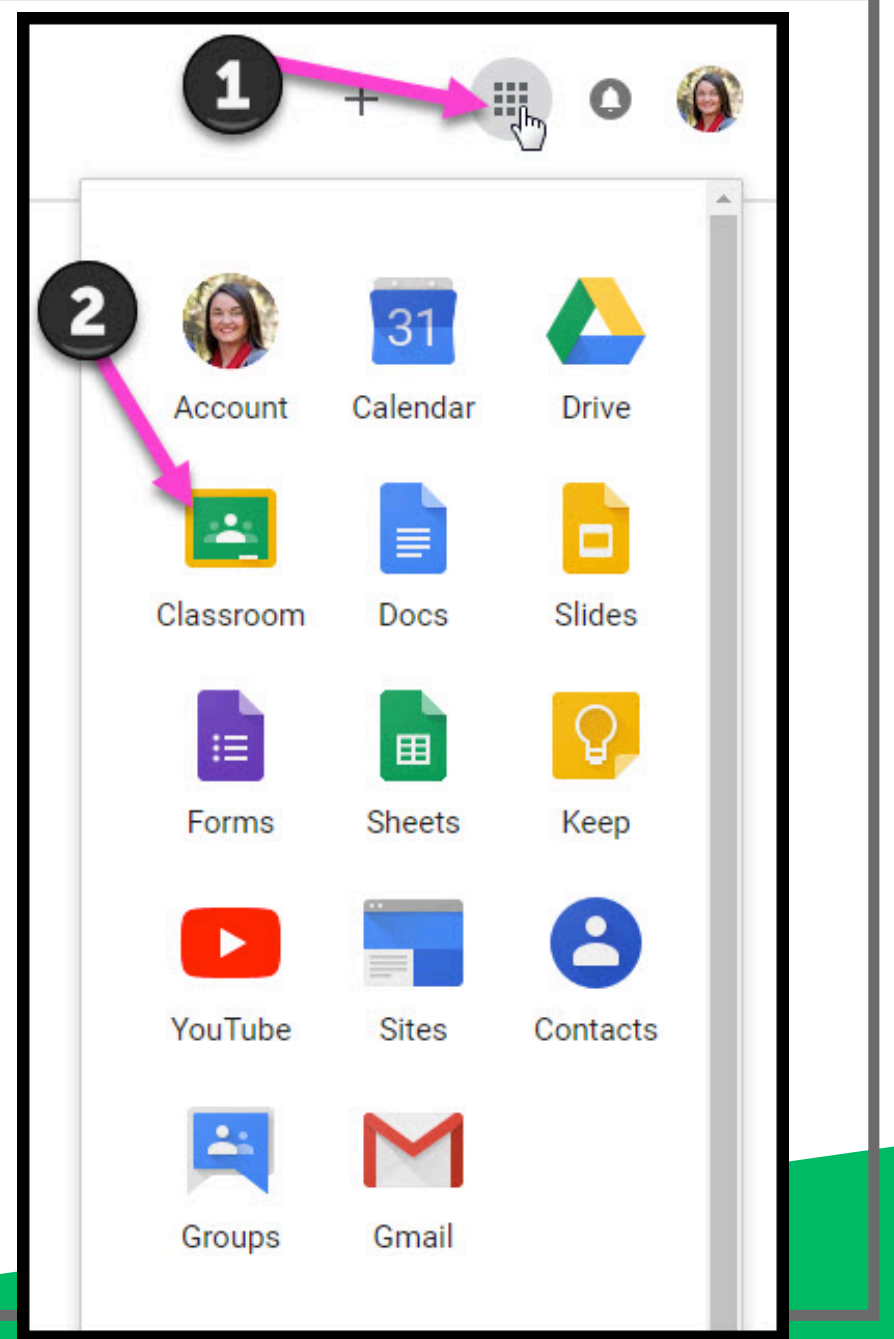 1
2
31
Account Calendar Drive
Classroom Docs Slides
Forms Sheets Keep
YouTube Sites Contacts
Groups Gmail